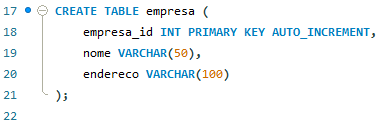 17 CREATE TABLE empresa (
18 empresa_id INT PRIMARY KEY AUTO_INCREMENT,
19 nome VARCHAR(50),
20 endereco VARCHAR(100)
21 );
22